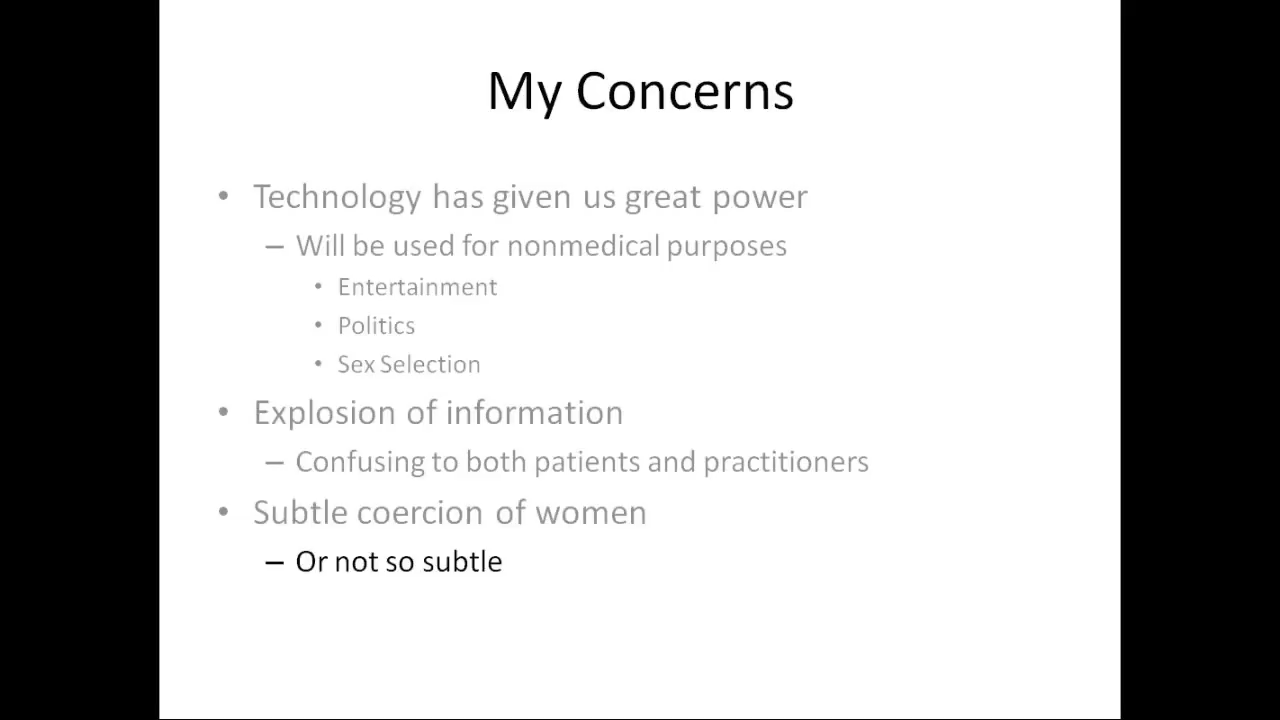 My Concerns
• Technology has given us great power
– Will be used for nonmedical purposes
• Entertainment
• Politics
• Sex Selection
• Explosion of information
– Confusing to both patients and practitioners
• Subtle coercion of women
– Or not so subtle